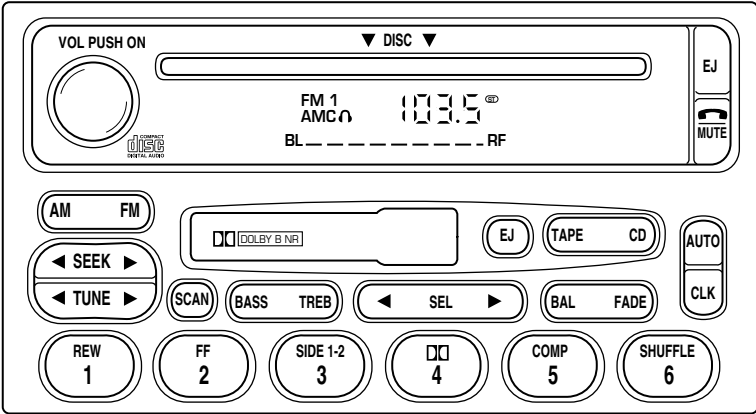 VOL PUSH ON
▼ DISC ▼
EJ
FM 1
AMC
103.5 ST
COMPACT
disc
DIGITAL AUDIO
BL RF
MUTE
AM FM
DOLBY B NR
EJ
TAPE CD
AUTO
◀ SEEK ▶
◀ TUNE ▶
SCAN
BASS TREB
◀ SEL ▶
BAL FADE
CLK
REW
1
FF
2
SIDE 1-2
3
4
COMP
5
SHUFFLE
6